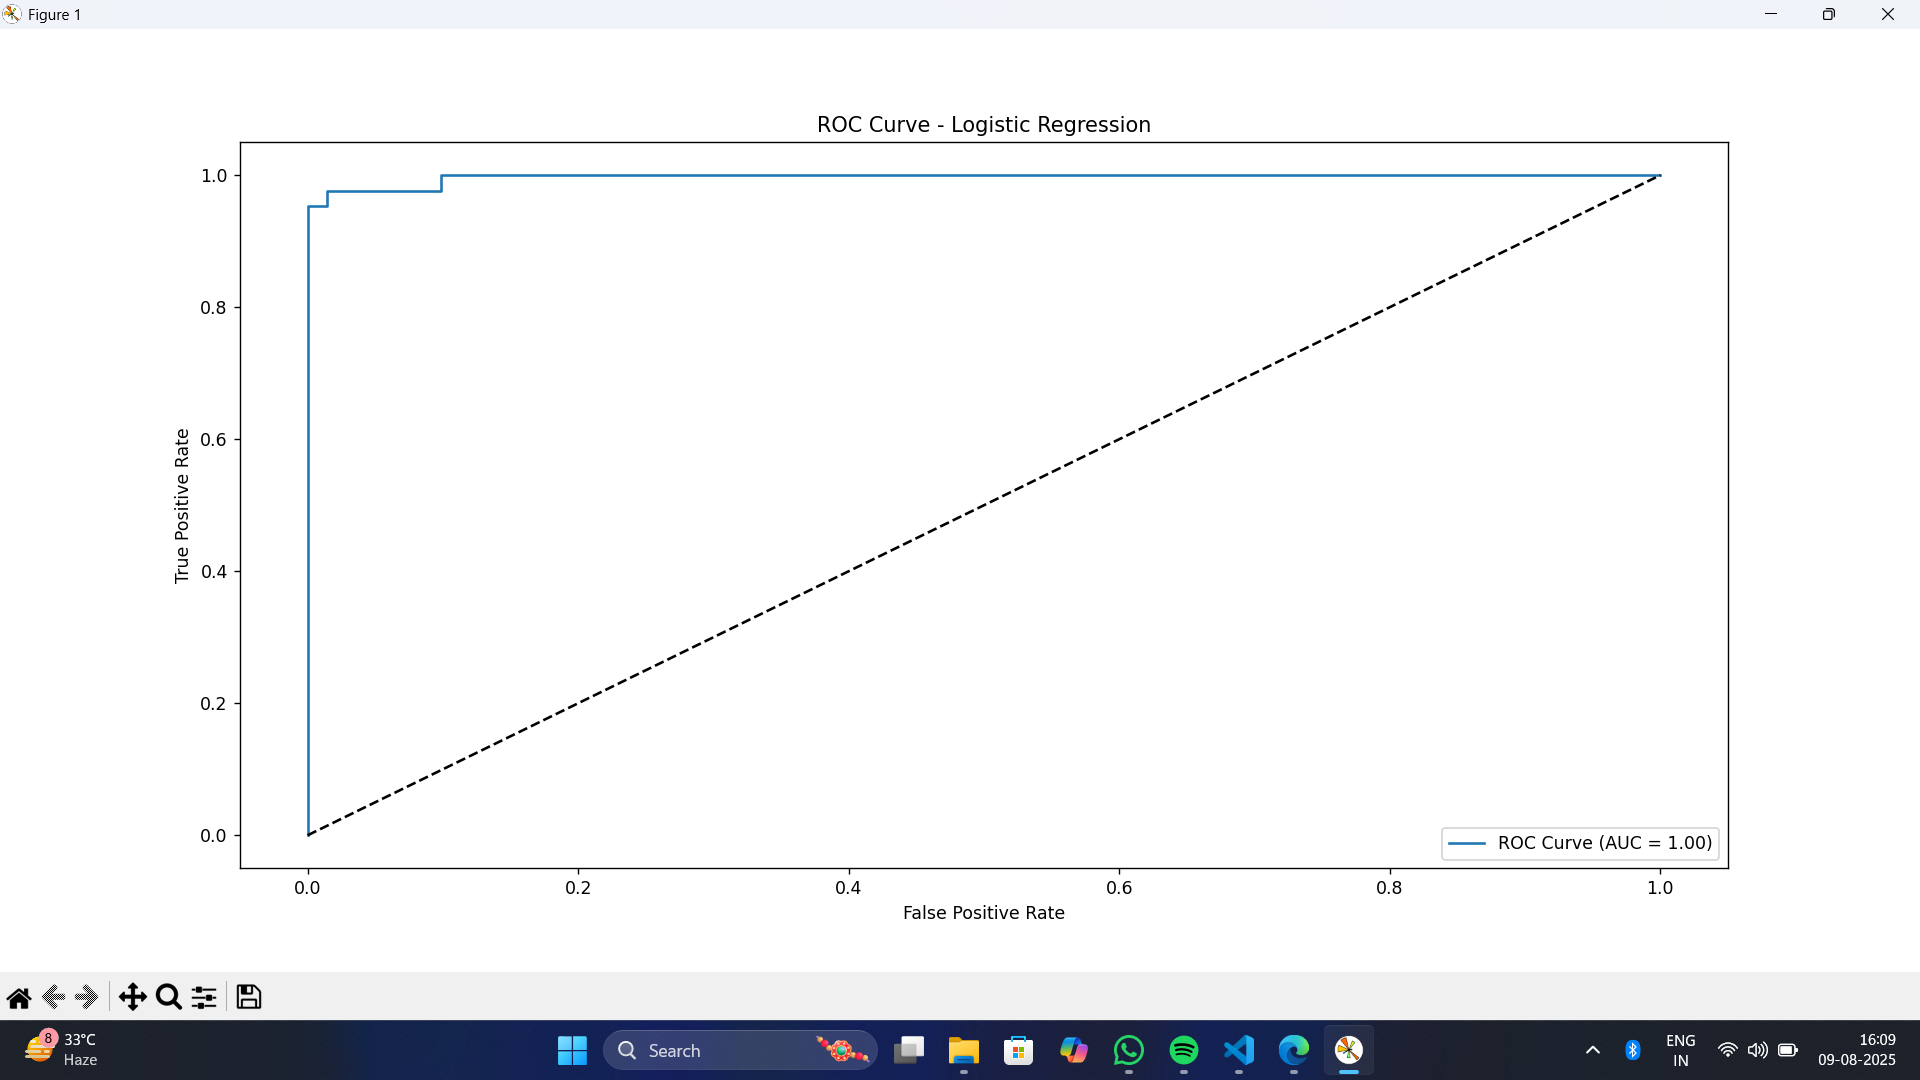 Figure 1
ROC Curve - Logistic Regression
1.0
0.8
0.6
0.4
0.2
0.0
True Positive Rate
0.0 0.2 0.4 0.6 0.8 1.0
False Positive Rate
ROC Curve (AUC = 1.00)
8
33°C
Haze
Search
ENG
IN
16:09
09-08-2025